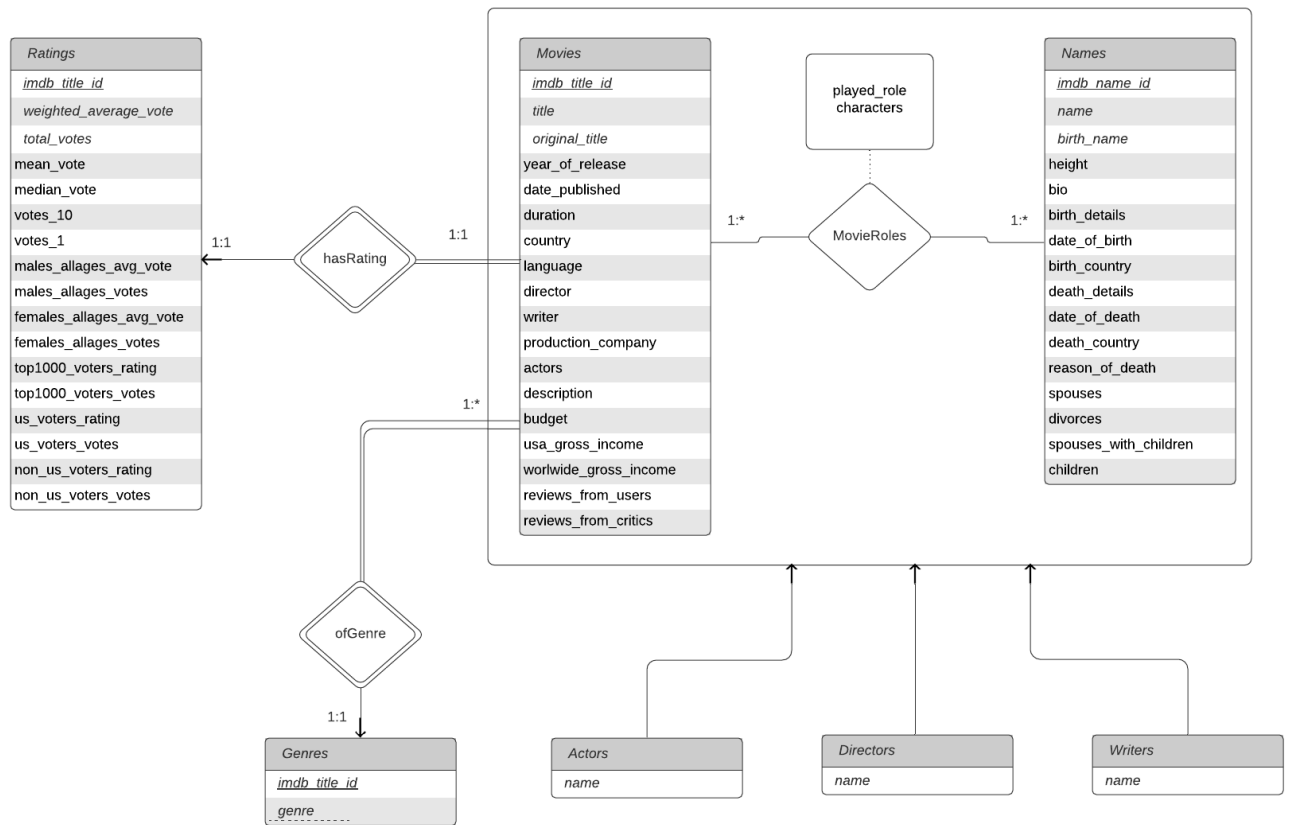 Ratings
imdb_title_id
weighted_average_vote
total_votes
mean_vote
median_vote
votes_10
votes_1
males_allages_avg_vote
males_allages_votes
females_allages_avg_vote
females_allages_votes
top1000_voters_rating
top1000_voters_votes
us_voters_rating
us_voters_votes
non_us_voters_rating
non_us_voters_votes
1:1
hasRating
1:1
Movies
imdb_title_id
title
original_title
year_of_release
date_published
duration
country
language
director
writer
production_company
actors
description
budget
usa_gross_income
worlwide_gross_income
reviews_from_users
reviews_from_critics
played_role
characters
1:*
MovieRoles
1:*
Names
imdb_name_id
name
birth_name
height
bio
birth_details
date_of_birth
birth_country
death_details
date_of_death
death_country
reason_of_death
spouses
divorces
spouses_with_children
children
1:*
ofGenre
1:1
Genres
imdb_title_id
genre
Actors
name
Directors
name
Writers
name